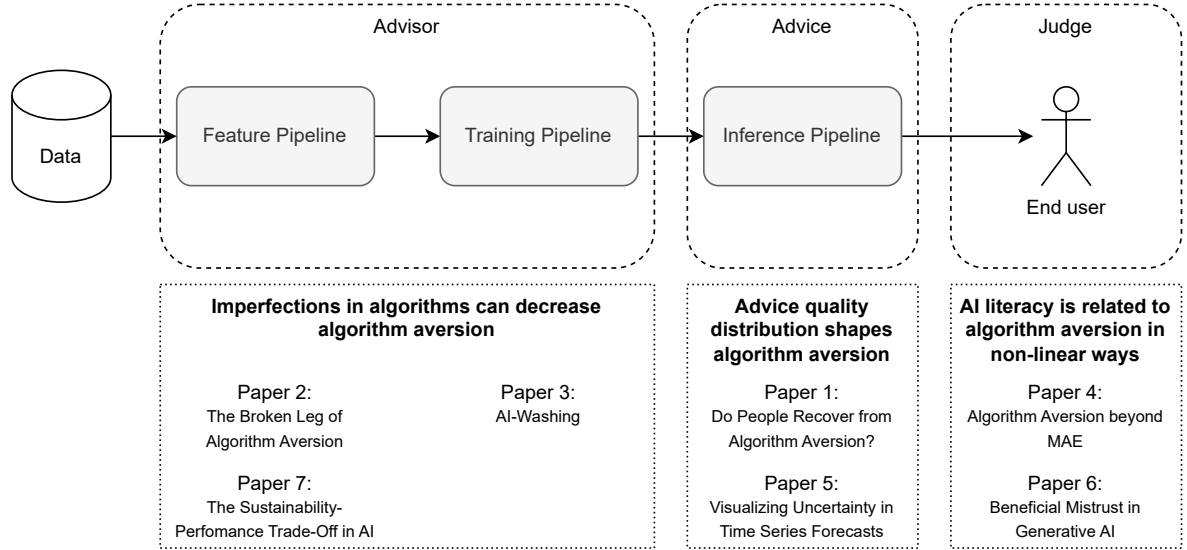 Advisor
Advice
Judge
Data
Feature Pipeline
Training Pipeline
Inference Pipeline
End user
Imperfections in algorithms can decrease
algorithm aversion
Paper 2:
The Broken Leg of
Algorithm Aversion
Paper 3:
AI-Washing
Paper 7:
The Sustainability-
Perfomance Trade-Off in AI
Advice quality
distribution shapes
algorithm aversion
Paper 1:
Do People Recover from
Algorithm Aversion?
Paper 5:
Visualizing Uncertainty in
Time Series Forecasts
AI literacy is related to
algorithm aversion in
non-linear ways
Paper 4:
Algorithm Aversion beyond
MAE
Paper 6:
Beneficial Mistrust in
Generative AI